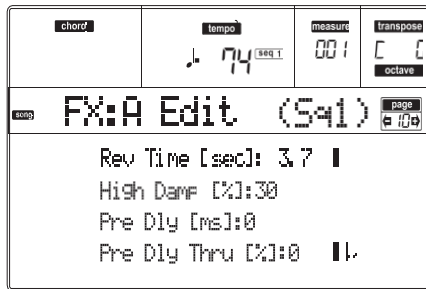 chord tempo measure transpose
♩. 74 seq 1 001 C 0
octave
song FX:A Edit (Sq1) page 10
Rev Time [sec]: 3.7
High Damp [%]:30
Pre Dly [ms]:0
Pre Dly Thru [%]:0